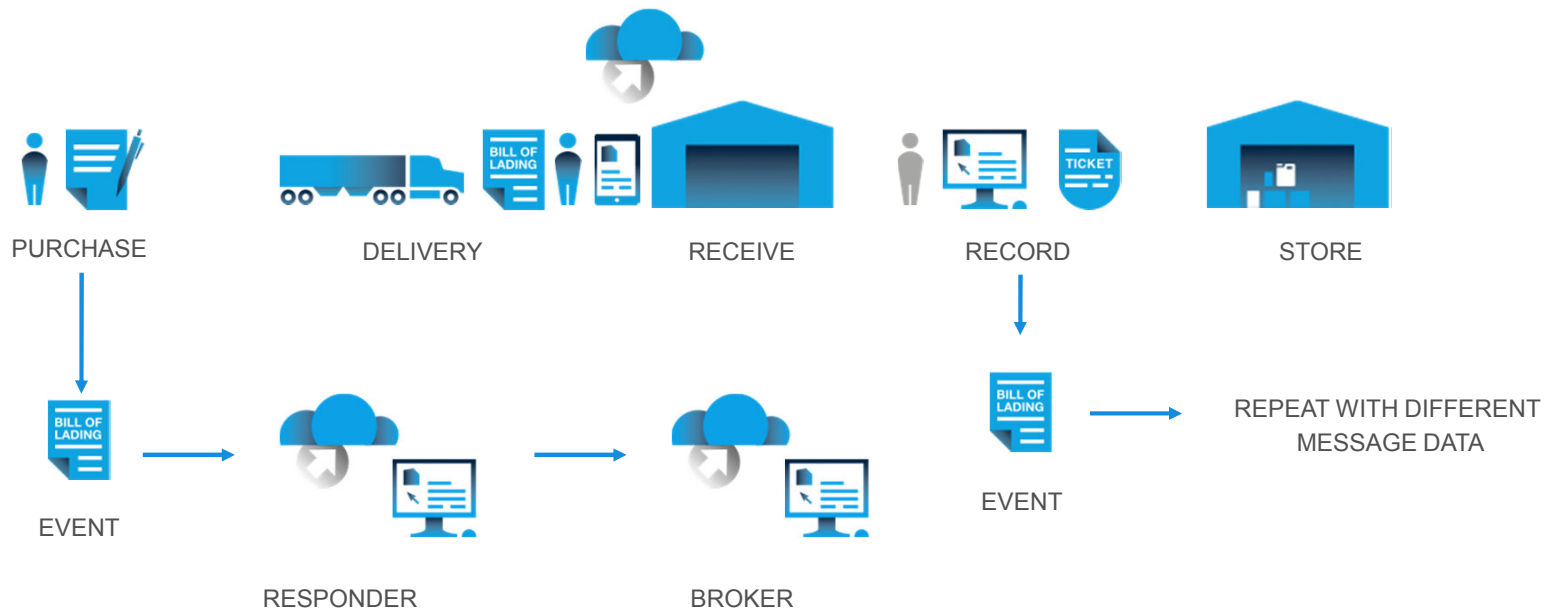 BILL OF
LADING
TICKET
PURCHASE
DELIVERY
RECEIVE
RECORD
STORE
BILL OF
LADING
BILL OF
LADING
REPEAT WITH DIFFERENT
MESSAGE DATA
EVENT
EVENT
RESPONDER
BROKER